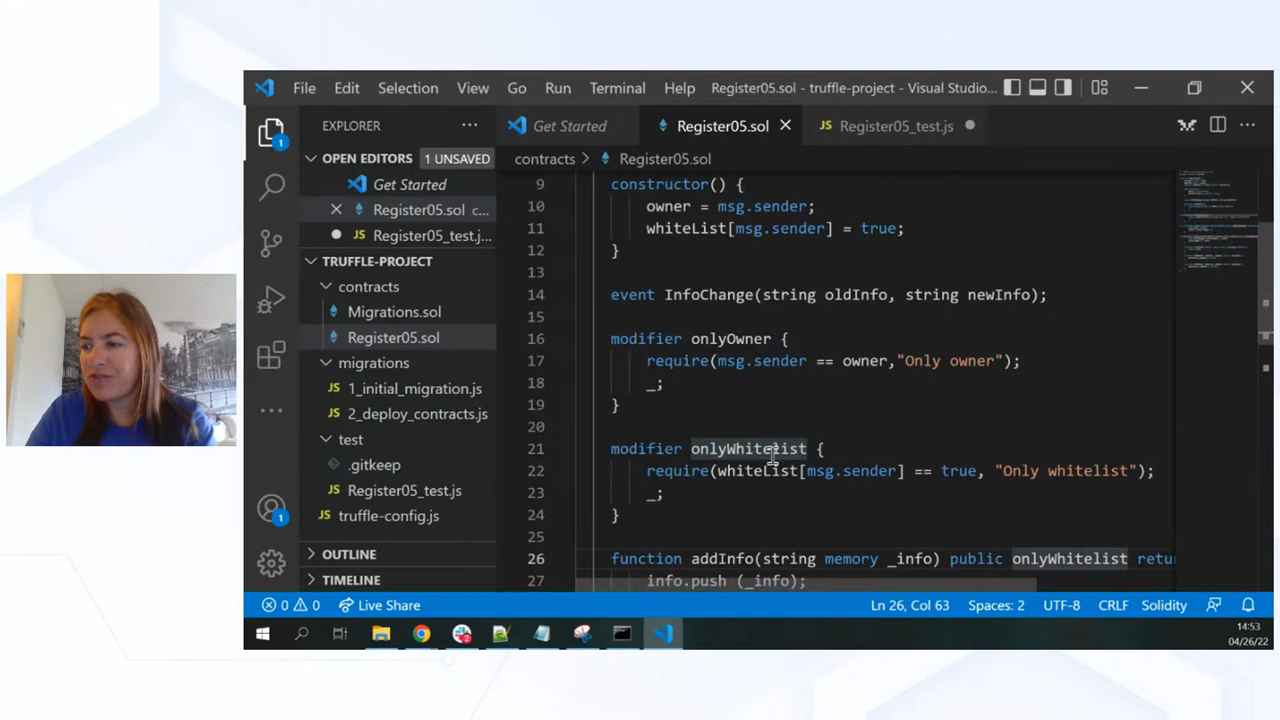 File Edit Selection View Go Run Terminal Help Register05.sol - truffle-project - Visual Studio...
EXPLORER
Get Started
Register05.sol
Register05_test.js
OPEN EDITORS
1 UNSAVED
Get Started
Register05.sol c...
Register05_test.j...
TRUFFLE-PROJECT
contracts
Migrations.sol
Register05.sol
migrations
1_initial_migration.js
2_deploy_contracts.js
test
.gitkeep
Register05_test.js
truffle-config.js
OUTLINE
TIMELINE
contracts > Register05.sol
9 constructor() {
10 owner = msg.sender;
11 whiteList[msg.sender] = true;
12 }
13
14 event InfoChange(string oldInfo, string newInfo);
15
16 modifier onlyOwner {
17 require(msg.sender == owner,"Only owner");
18 _;
19 }
20
21 modifier onlyWhitelist {
22 require(whiteList[msg.sender] == true, "Only whitelist");
23 _;
24 }
25
26 function addInfo(string memory _info) public onlyWhitelist retur
27 info.push (_info);
1
1
0 0 Live Share
Ln 26, Col 63 Spaces: 2 UTF-8 CRLF Solidity
14:53
04/26/22